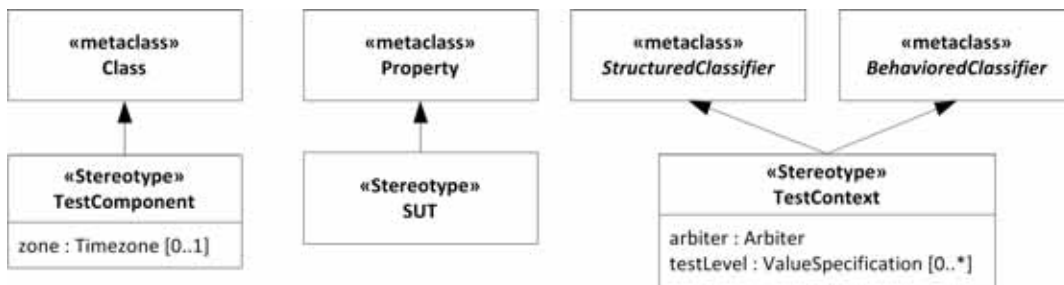 «metaclass»
Class
«Stereotype»
TestComponent
zone : Timezone [0..1]
«metaclass»
Property
«Stereotype»
SUT
«metaclass»
StructuredClassifier
«metaclass»
BehavioredClassifier
«Stereotype»
TestContext
arbiter : Arbiter
testLevel : ValueSpecification [0..*]